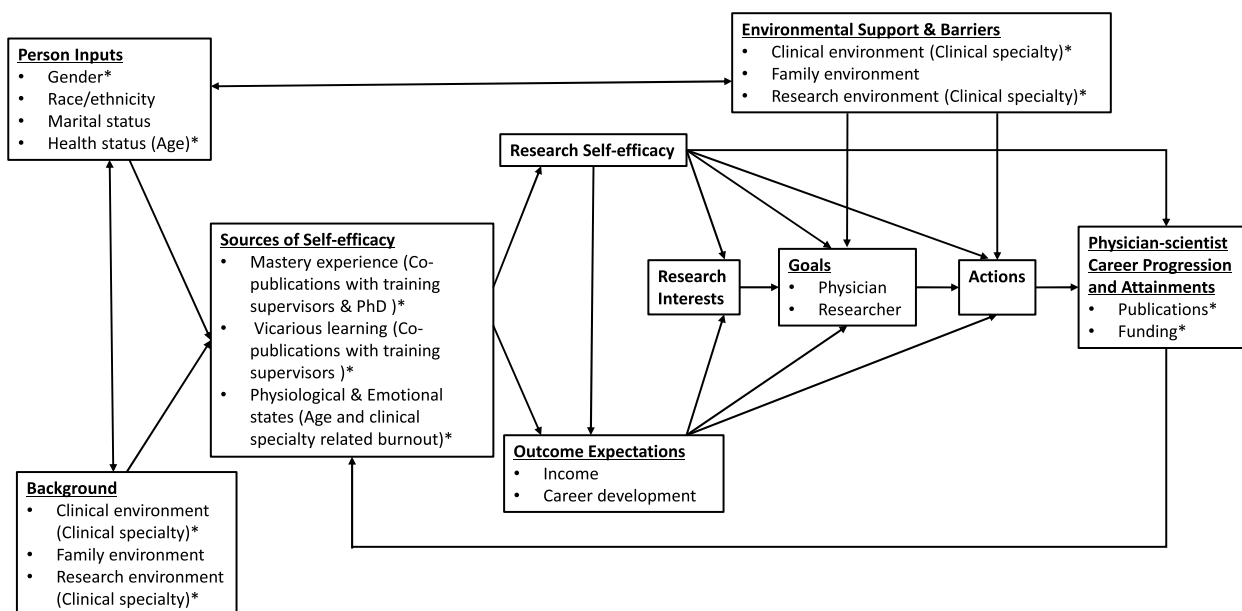 Person Inputs
• Gender*
• Race/ethnicity
• Marital status
• Health status (Age)*
Environmental Support & Barriers
• Clinical environment (Clinical specialty)*
• Family environment
• Research environment (Clinical specialty)*
Research Self-efficacy
Sources of Self-efficacy
• Mastery experience (Co-
publications with training
supervisors & PhD )*
• Vicarious learning (Co-
publications with training
supervisors )*
• Physiological & Emotional
states (Age and clinical
specialty related burnout)*
Research
Interests
Goals
• Physician
• Researcher
Actions
Physician-scientist
Career Progression
and Attainments
• Publications*
• Funding*
Outcome Expectations
• Income
• Career development
Background
• Clinical environment
(Clinical specialty)*
• Family environment
• Research environment
(Clinical specialty)*